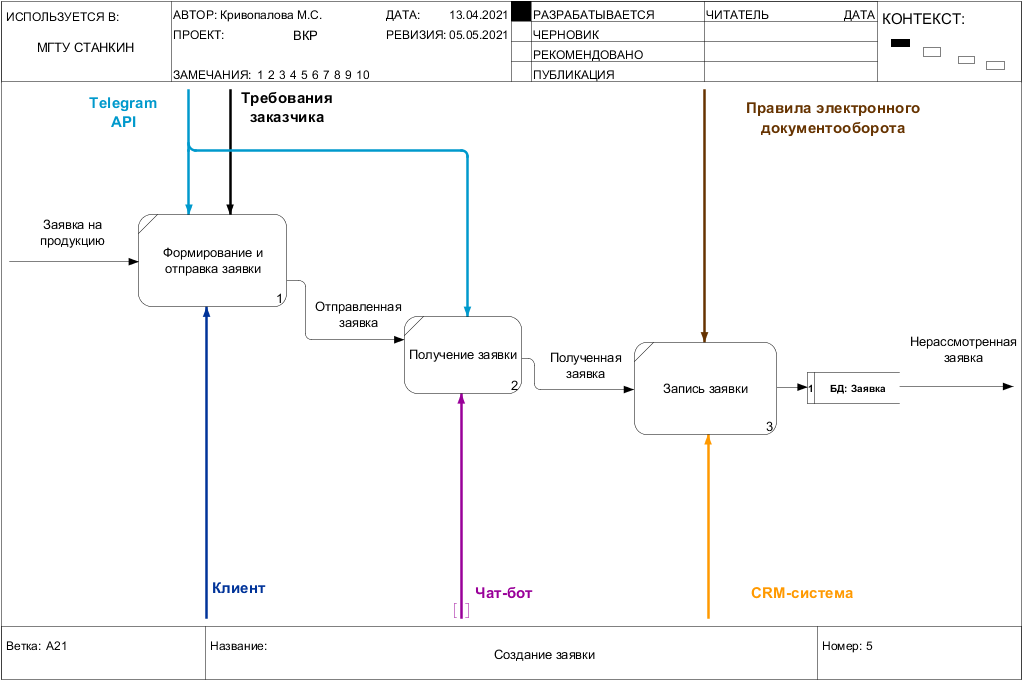 ИСПОЛЬЗУЕТСЯ В:
МГТУ СТАНКИН
АВТОР: Кривопалова М.С.
ДАТА: 13.04.2021
ПРОЕКТ: ВКР
РЕВИЗИЯ: 05.05.2021
ЗАМЕЧАНИЯ: 1 2 3 4 5 6 7 8 9 10
РАЗРАБАТЫВАЕТСЯ
ЧЕРНОВИК
РЕКОМЕНДОВАНО
ПУБЛИКАЦИЯ
ЧИТАТЕЛЬ ДАТА
КОНТЕКСТ:
Telegram
API
Требования
заказчика
Правила электронного
документооборота
Заявка на
продукцию
Формирование и
отправка заявки
1
Отправленная
заявка
Получение заявки
2
Полученная
заявка
Запись заявки
3
1 БД: Заявка
Нерассмотренная
заявка
Клиент
Чат-бот
CRM-система
Ветка: A21
Название:
Создание заявки
Номер: 5